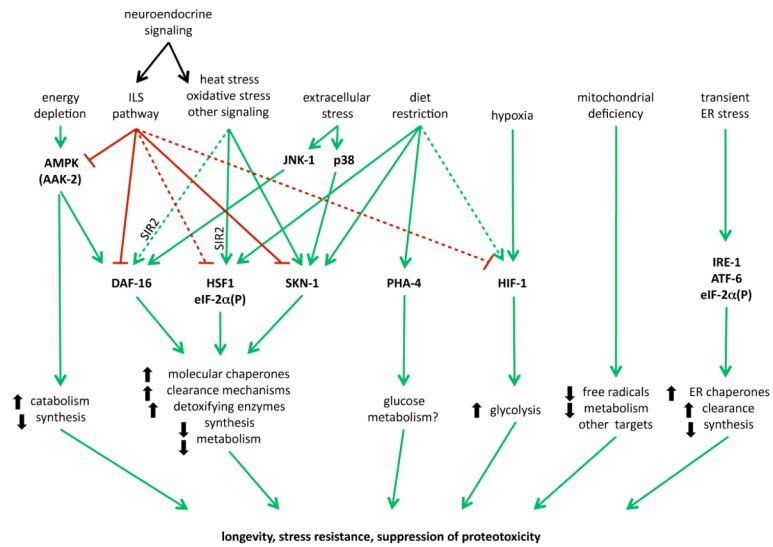 neuroendocrine
signaling
energy
depletion
ILS
pathway
heat stress
oxidative stress
other signaling
extracellular
stress
diet
restriction
hypoxia
mitochondrial
deficiency
transient
ER stress
AMPK
(AAK-2)
JNK-1
p38
SIR2
SIR2
DAF-16
HSF1
eIF-2α(P)
SKN-1
PHA-4
HIF-1
IRE-1
ATF-6
eIF-2α(P)
catabolism
synthesis
molecular chaperones
clearance mechanisms
detoxifying enzymes
synthesis
metabolism
glucose
metabolism?
glycolysis
free radicals
metabolism
other targets
ER chaperones
clearance
synthesis
longevity, stress resistance, suppression of proteotoxicity